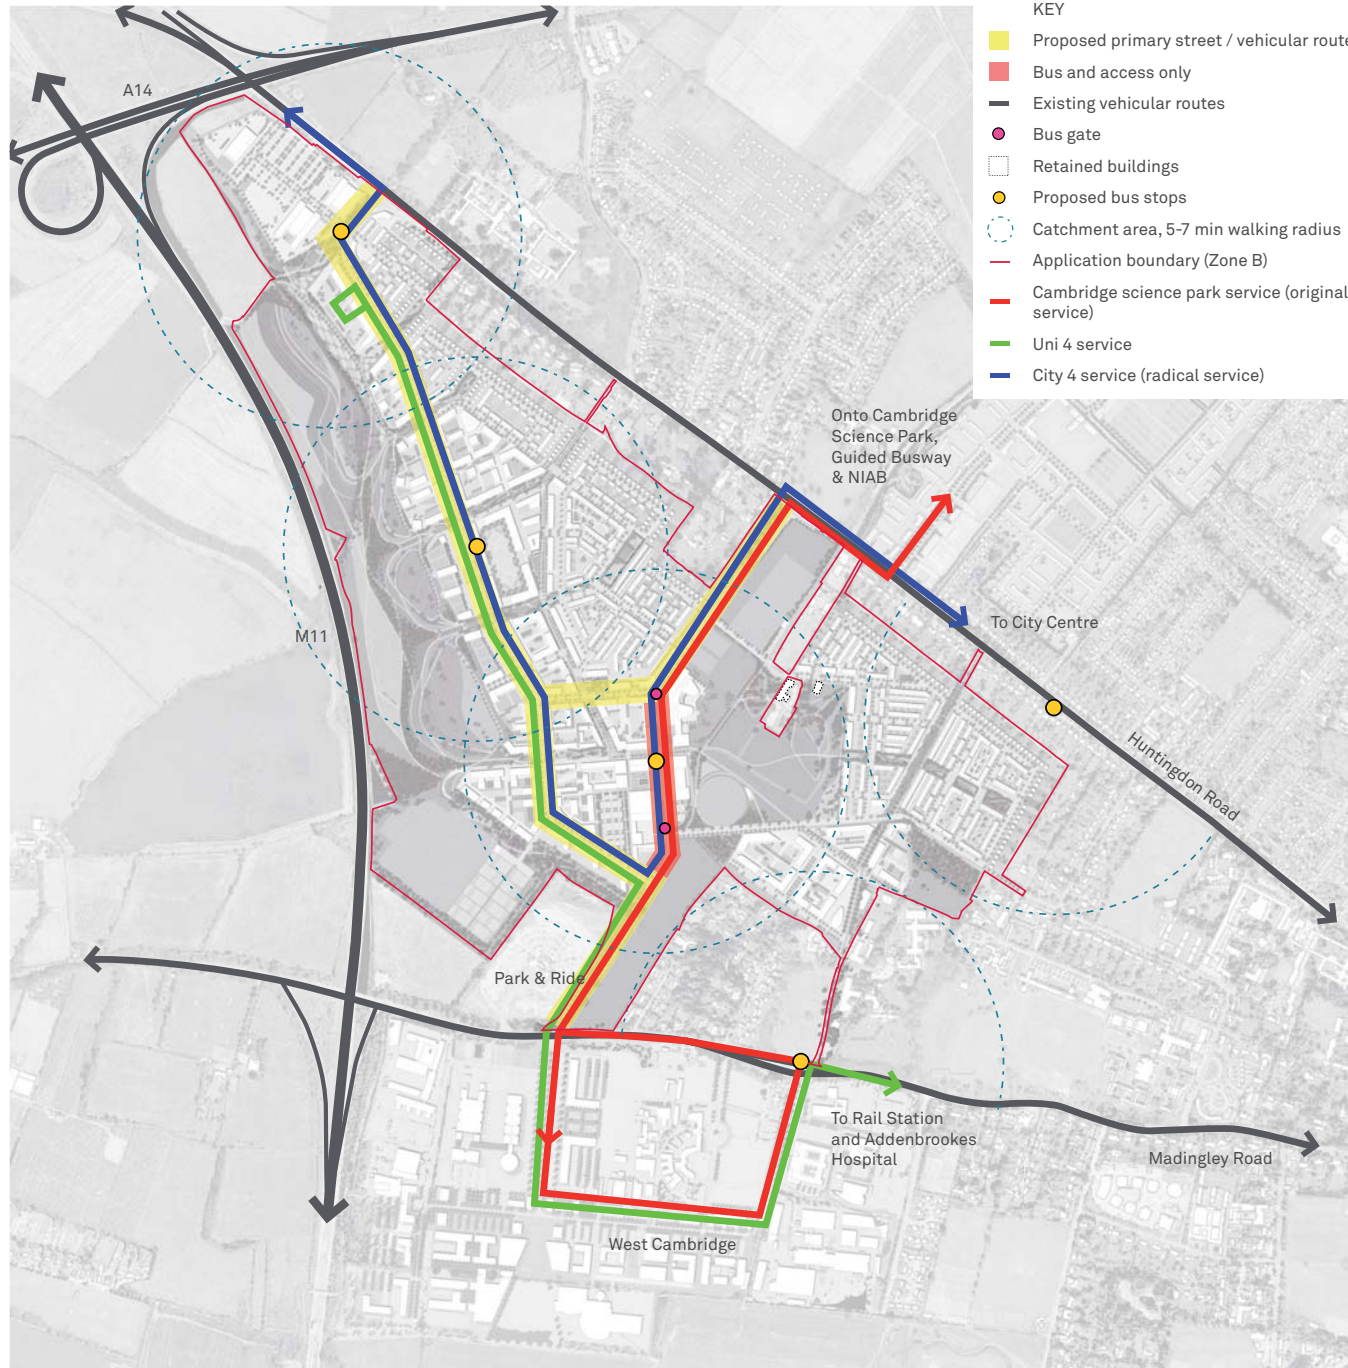 KEY
Proposed primary street / vehicular route
Bus and access only
Existing vehicular routes
Bus gate
Retained buildings
Proposed bus stops
Catchment area, 5-7 min walking radius
Application boundary (Zone B)
Cambridge science park service (original
service)
Uni 4 service
City 4 service (radical service)
A14
Onto Cambridge
Science Park,
Guided Busway
& NIAB
To City Centre
M11
Huntingdon Road
Park & Ride
To Rail Station
and Addenbrookes
Hospital
Madingley Road
West Cambridge